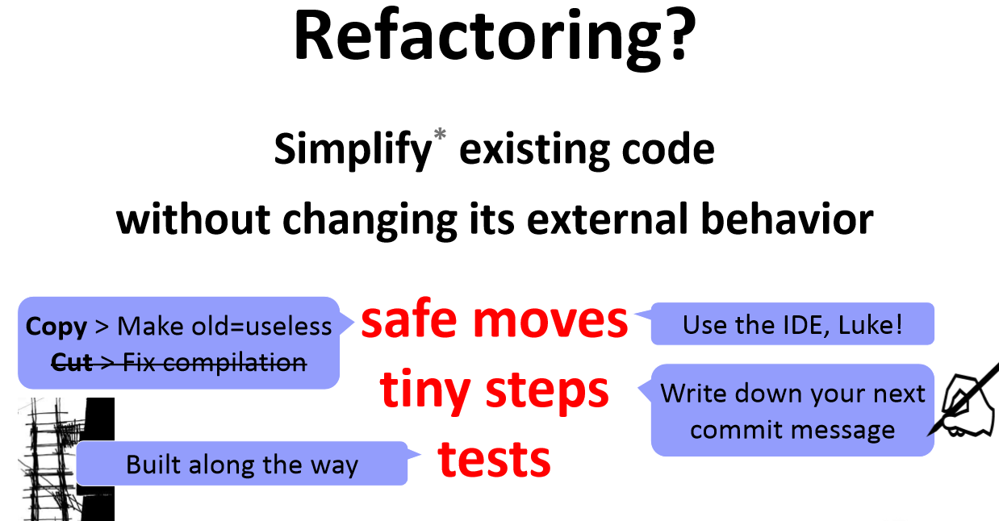 Refactoring?
Simplify* existing code
without changing its external behavior
Copy > Make old=useless
Cut > Fix compilation
safe moves
Use the IDE, Luke!
tiny steps
Write down your next
commit message
Built along the way
tests